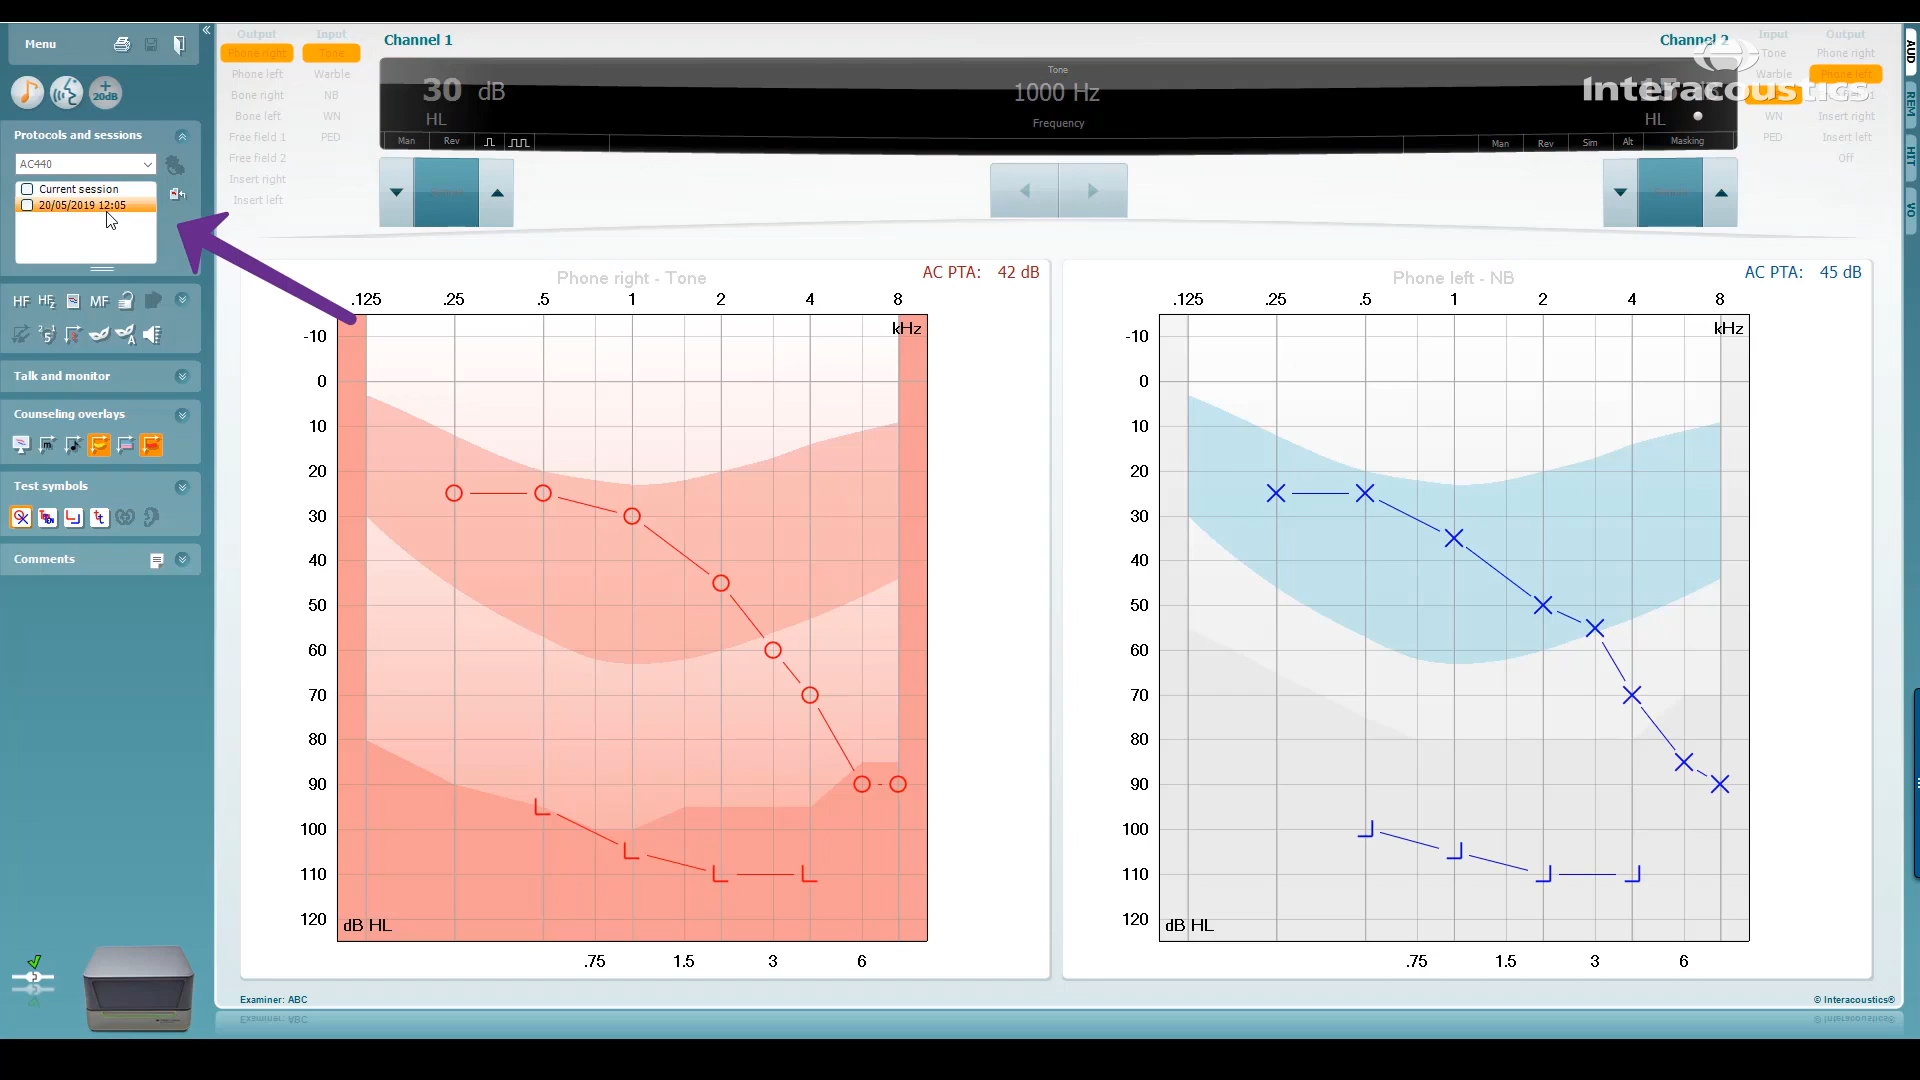 Menu
+
20dB
Protocols and sessions
AC440
Current session
20/05/2019 12:05
HF HFz MF
Talk and monitor
Counseling overlays
Test symbols
Comments
Output Input
Phone right Tone
Phone left Warble
Bone right NB
Bone left WN
Free field 1 PED
Free field 2
Insert right
Insert left
Channel 1
30 dB
HL
Man Rev
Tone
1000 Hz
Frequency
Channel 2
Interacoustics
HL
Man Rev Sim Alt Masking
Input Output
Tone Phone right
Warble Phone left
WN Insert right
PED Insert left
Off
AUD
REM
HIT
VO
Phone right - Tone
AC PTA: 42 dB
.125 .25 .5 1 2 4 8
kHz
-10
0
10
20
30
40
50
60
70
80
90
100
110
120
dB HL
.75 1.5 3 6
Phone left - NB
AC PTA: 45 dB
.125 .25 .5 1 2 4 8
kHz
-10
0
10
20
30
40
50
60
70
80
90
100
110
120
dB HL
.75 1.5 3 6
Examiner: ABC
© Interacoustics®